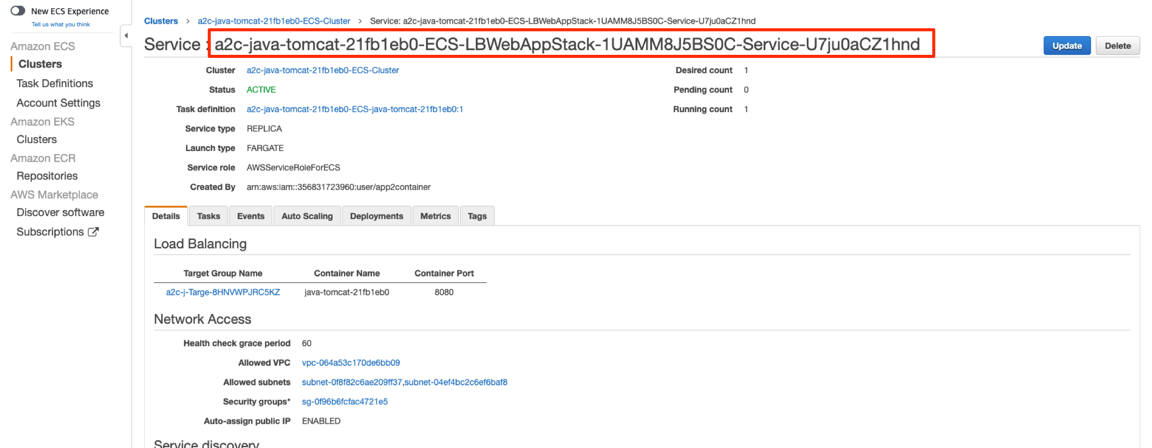 New ECS Experience
Tell us what you think
Amazon ECS
Clusters
Task Definitions
Account Settings
Amazon EKS
Clusters
Amazon ECR
Repositories
AWS Marketplace
Discover software
Subscriptions
Clusters > a2c-java-tomcat-21fb1eb0-ECS-Cluster > Service: a2c-java-tomcat-21fb1eb0-ECS-LBWebAppStack-1UAMM8J5BS0C-Service-U7ju0aCZ1hnd
Service : a2c-java-tomcat-21fb1eb0-ECS-LBWebAppStack-1UAMM8J5BS0C-Service-U7ju0aCZ1hnd
Update Delete
Cluster a2c-java-tomcat-21fb1eb0-ECS-Cluster Desired count 1
Status ACTIVE Pending count 0
Task definition a2c-java-tomcat-21fb1eb0-ECS-java-tomcat-21fb1eb0:1 Running count 1
Service type REPLICA
Launch type FARGATE
Service role AWSServiceRoleForECS
Created By arn:aws:iam::356831723960:user/app2container
Details Tasks Events Auto Scaling Deployments Metrics Tags
Load Balancing
Target Group Name Container Name Container Port
a2c-j-Targe-8HNVWPJRC5KZ java-tomcat-21fb1eb0 8080
Network Access
Health check grace period 60
Allowed VPC vpc-064a53c170de6bb09
Allowed subnets subnet-0f8f82c6ae209ff37,subnet-04ef4bc2c6ef6baf8
Security groups* sg-0f96b6fcfac4721e5
Auto-assign public IP ENABLED
Service discovery